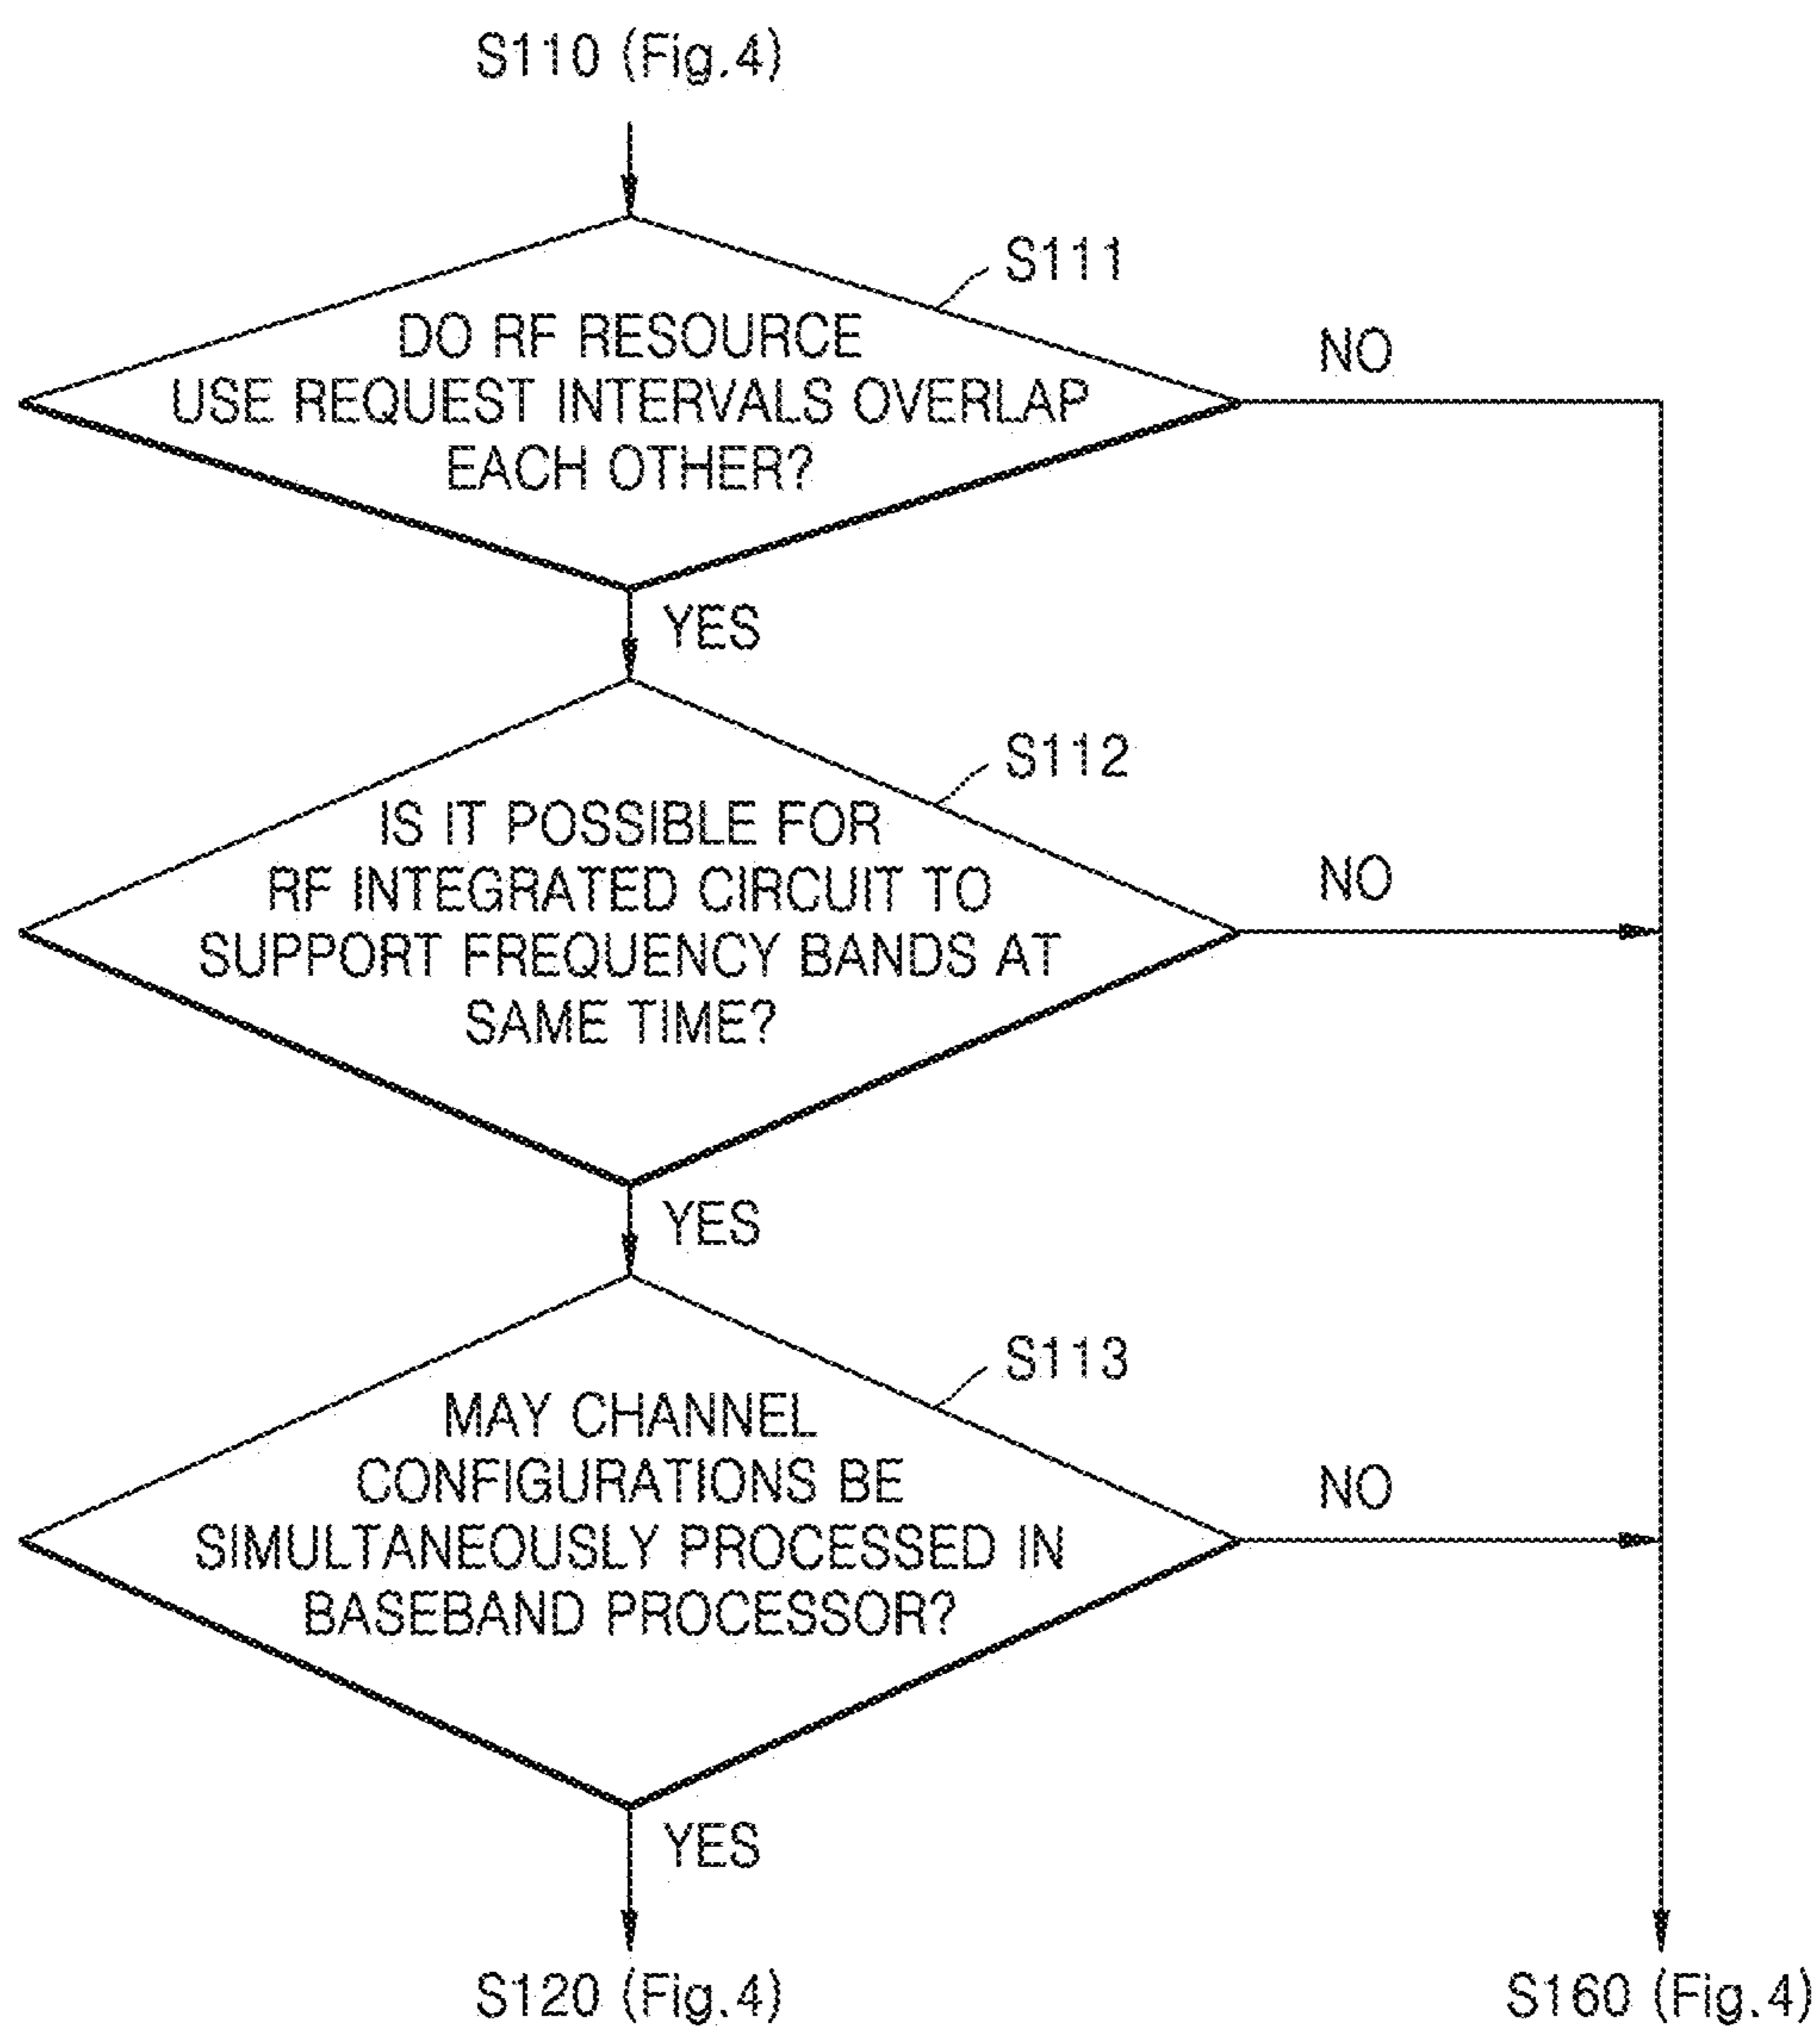 S110 (Fig.4)
S111
DO RF RESOURCE
USE REQUEST INTERVALS OVERLAP
EACH OTHER?
NO
YES
S112
IS IT POSSIBLE FOR
RF INTEGRATED CIRCUIT TO
SUPPORT FREQUENCY BANDS AT
SAME TIME?
NO
YES
S113
MAY CHANNEL
CONFIGURATIONS BE
SIMULTANEOUSLY PROCESSED IN
BASEBAND PROCESSOR?
NO
YES
S120 (Fig.4)
S160 (Fig.4)